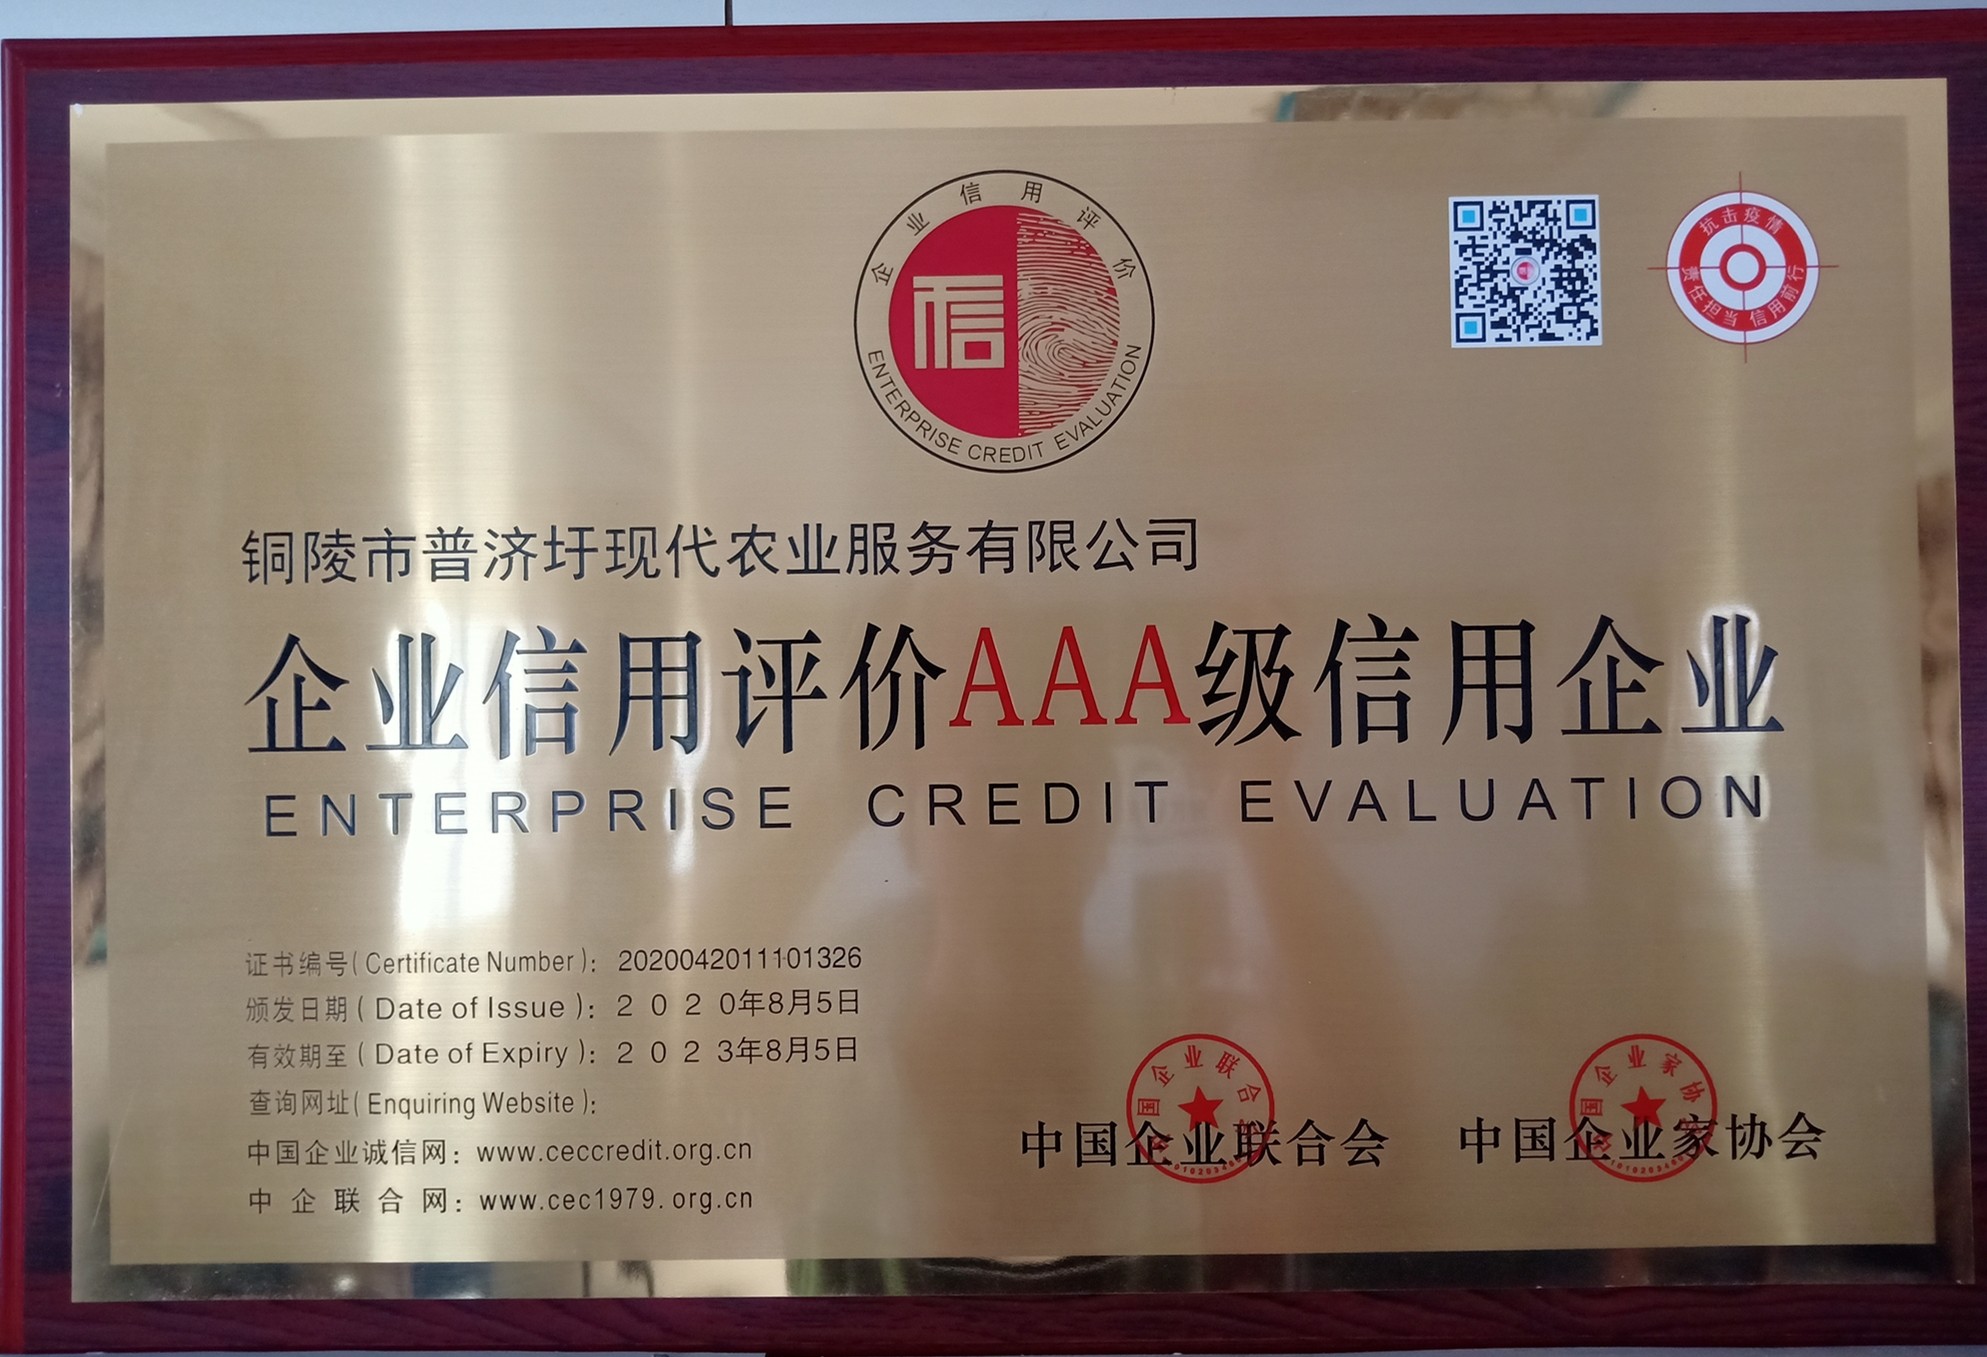 企业信用评价
信
ENTERPRISE CREDIT EVALUATION
抗击疫情
责任担当 信用前行
铜陵市普济圩现代农业服务有限公司
企业信用评价AAA级信用企业
ENTERPRISE CREDIT EVALUATION
证书编号(Certificate Number): 2020042011101326
颁发日期(Date of Issue): 2020年8月5日
有效期至(Date of Expiry): 2023年8月5日
查询网址(Enquiring Website):
中国企业诚信网: www.ceccredit.org.cn
中企联合网: www.cec1979.org.cn
中国企业联合会 中国企业家协会